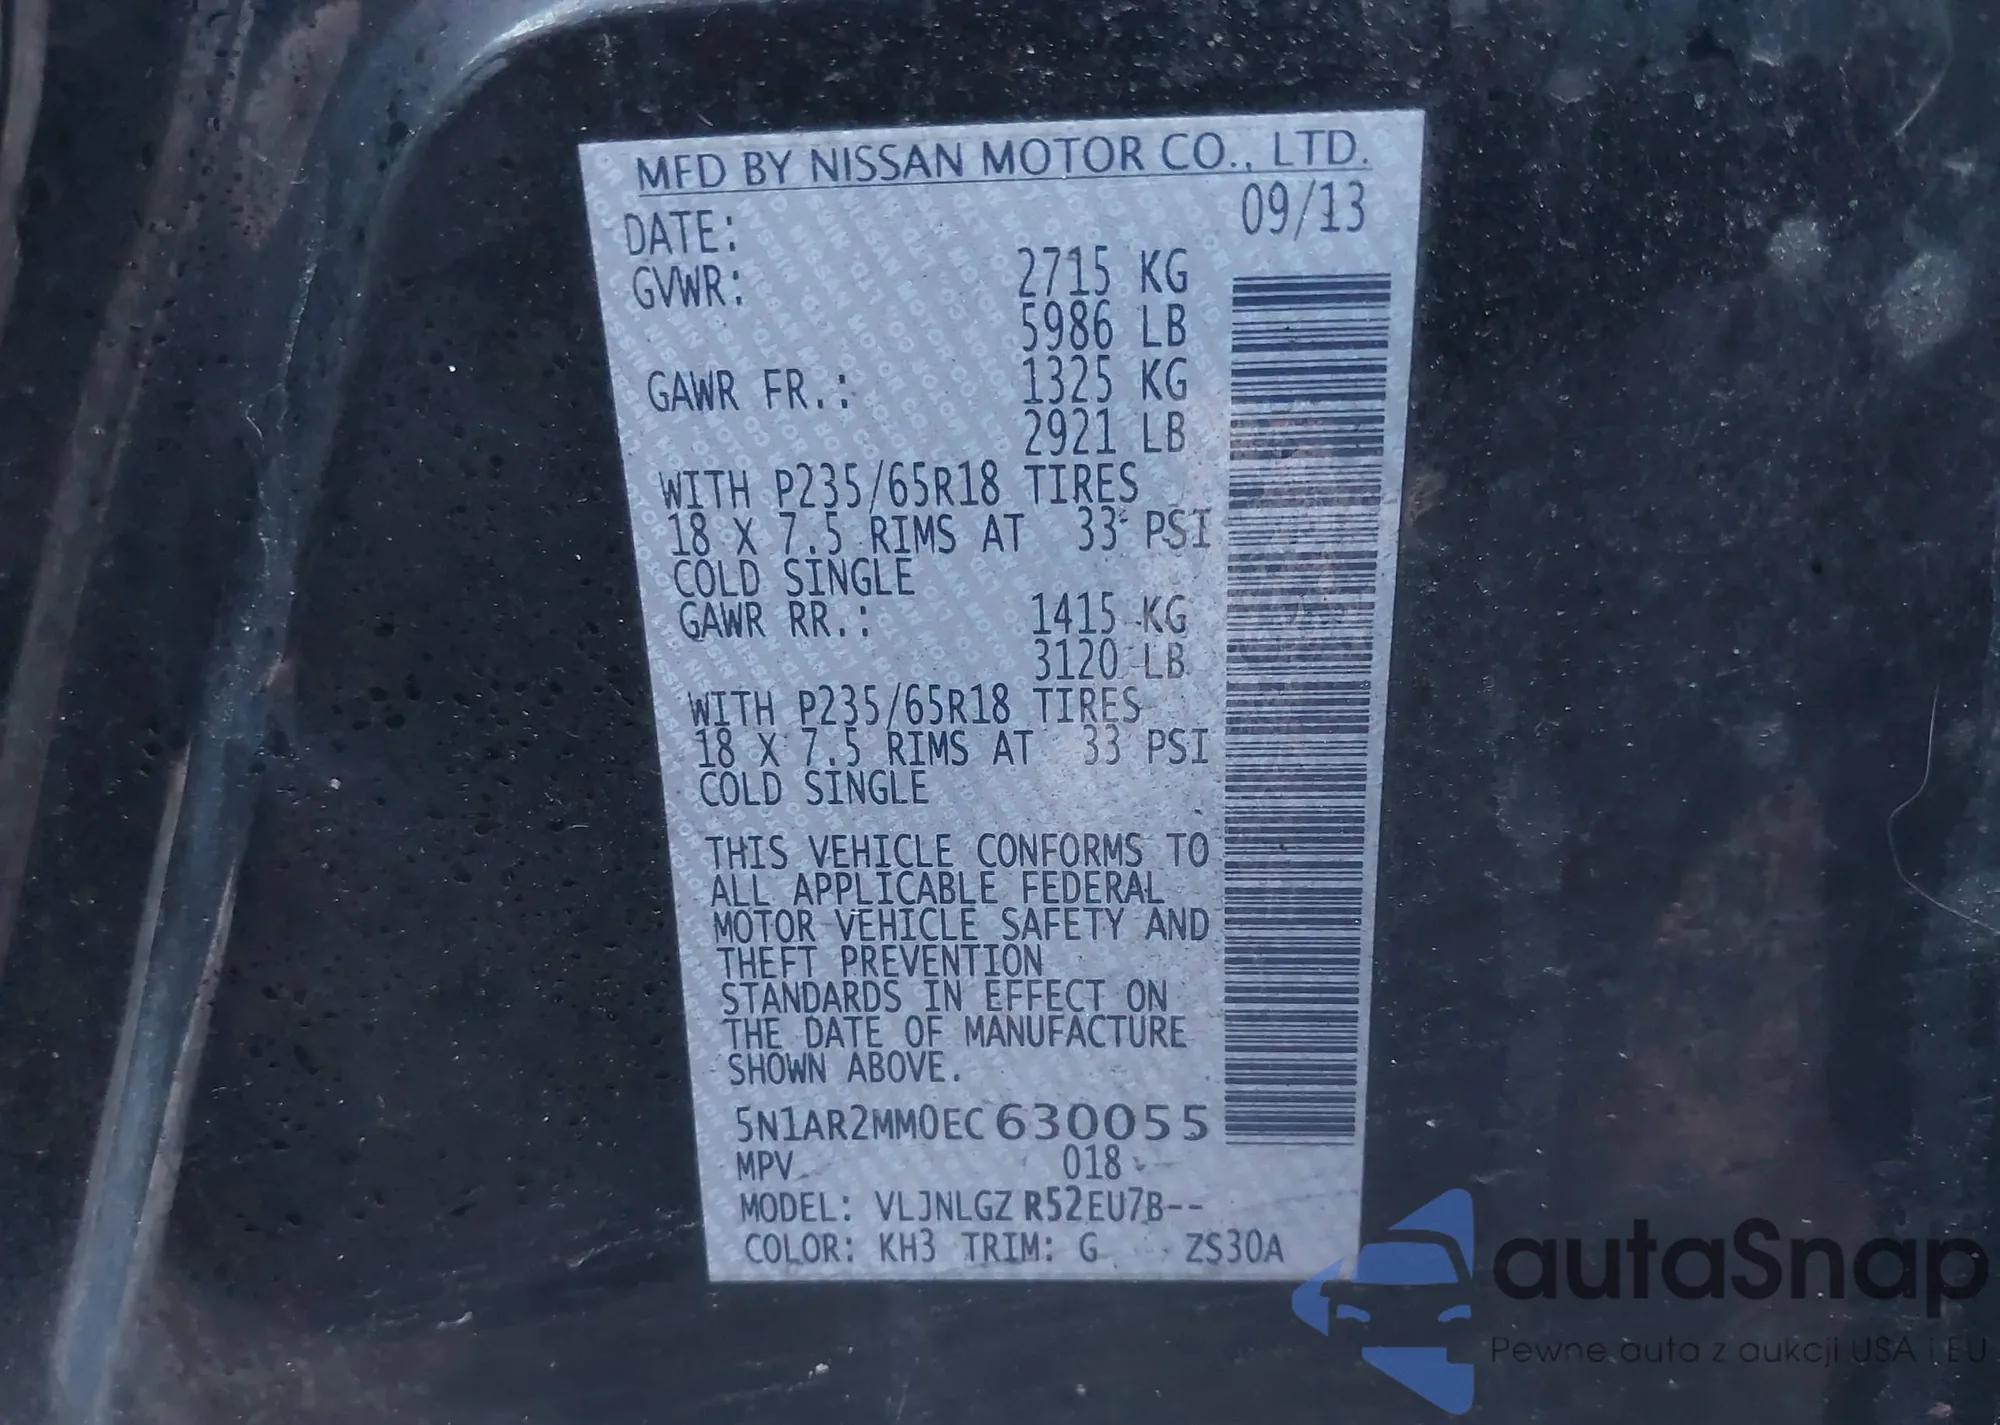 MFD BY NISSAN MOTOR CO., LTD.
DATE: 09/13
GVWR: 2715 KG
5986 LB
GAWR FR.: 1325 KG
2921 LB
WITH P235/65R18 TIRES
18 X 7.5 RIMS AT 33 PSI
COLD SINGLE
GAWR RR.: 1415 KG
3120 LB
WITH P235/65R18 TIRES
18 X 7.5 RIMS AT 33 PSI
COLD SINGLE
THIS VEHICLE CONFORMS TO
ALL APPLICABLE FEDERAL
MOTOR VEHICLE SAFETY AND
THEFT PREVENTION
STANDARDS IN EFFECT ON
THE DATE OF MANUFACTURE
SHOWN ABOVE.
5N1AR2MM0EC630055
MPV 018
MODEL: VLJNLGZ R52EU7B--
COLOR: KH3 TRIM: G ZS30A
autaSnap
Pewne auta z aukcji USA i EU